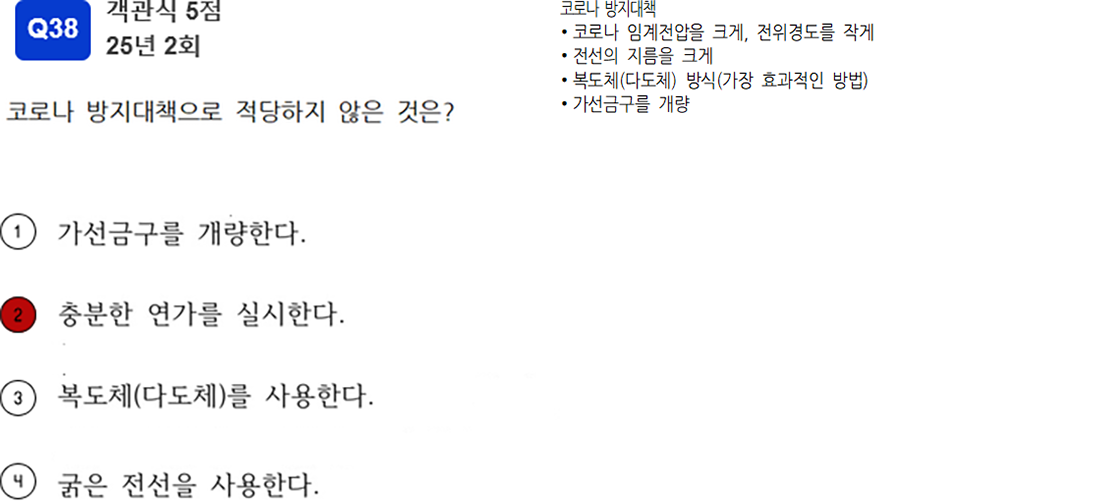 Q38
객관식 5점
25년 2회
코로나 방지대책으로 적당하지 않은 것은?
1 가선금구를 개량한다.
2 충분한 연가를 실시한다.
3 복도체(다도체)를 사용한다.
4 굵은 전선을 사용한다.
코로나 방지대책
• 코로나 임계전압을 크게, 전위경도를 작게
• 전선의 지름을 크게
• 복도체(다도체) 방식(가장 효과적인 방법)
• 가선금구를 개량